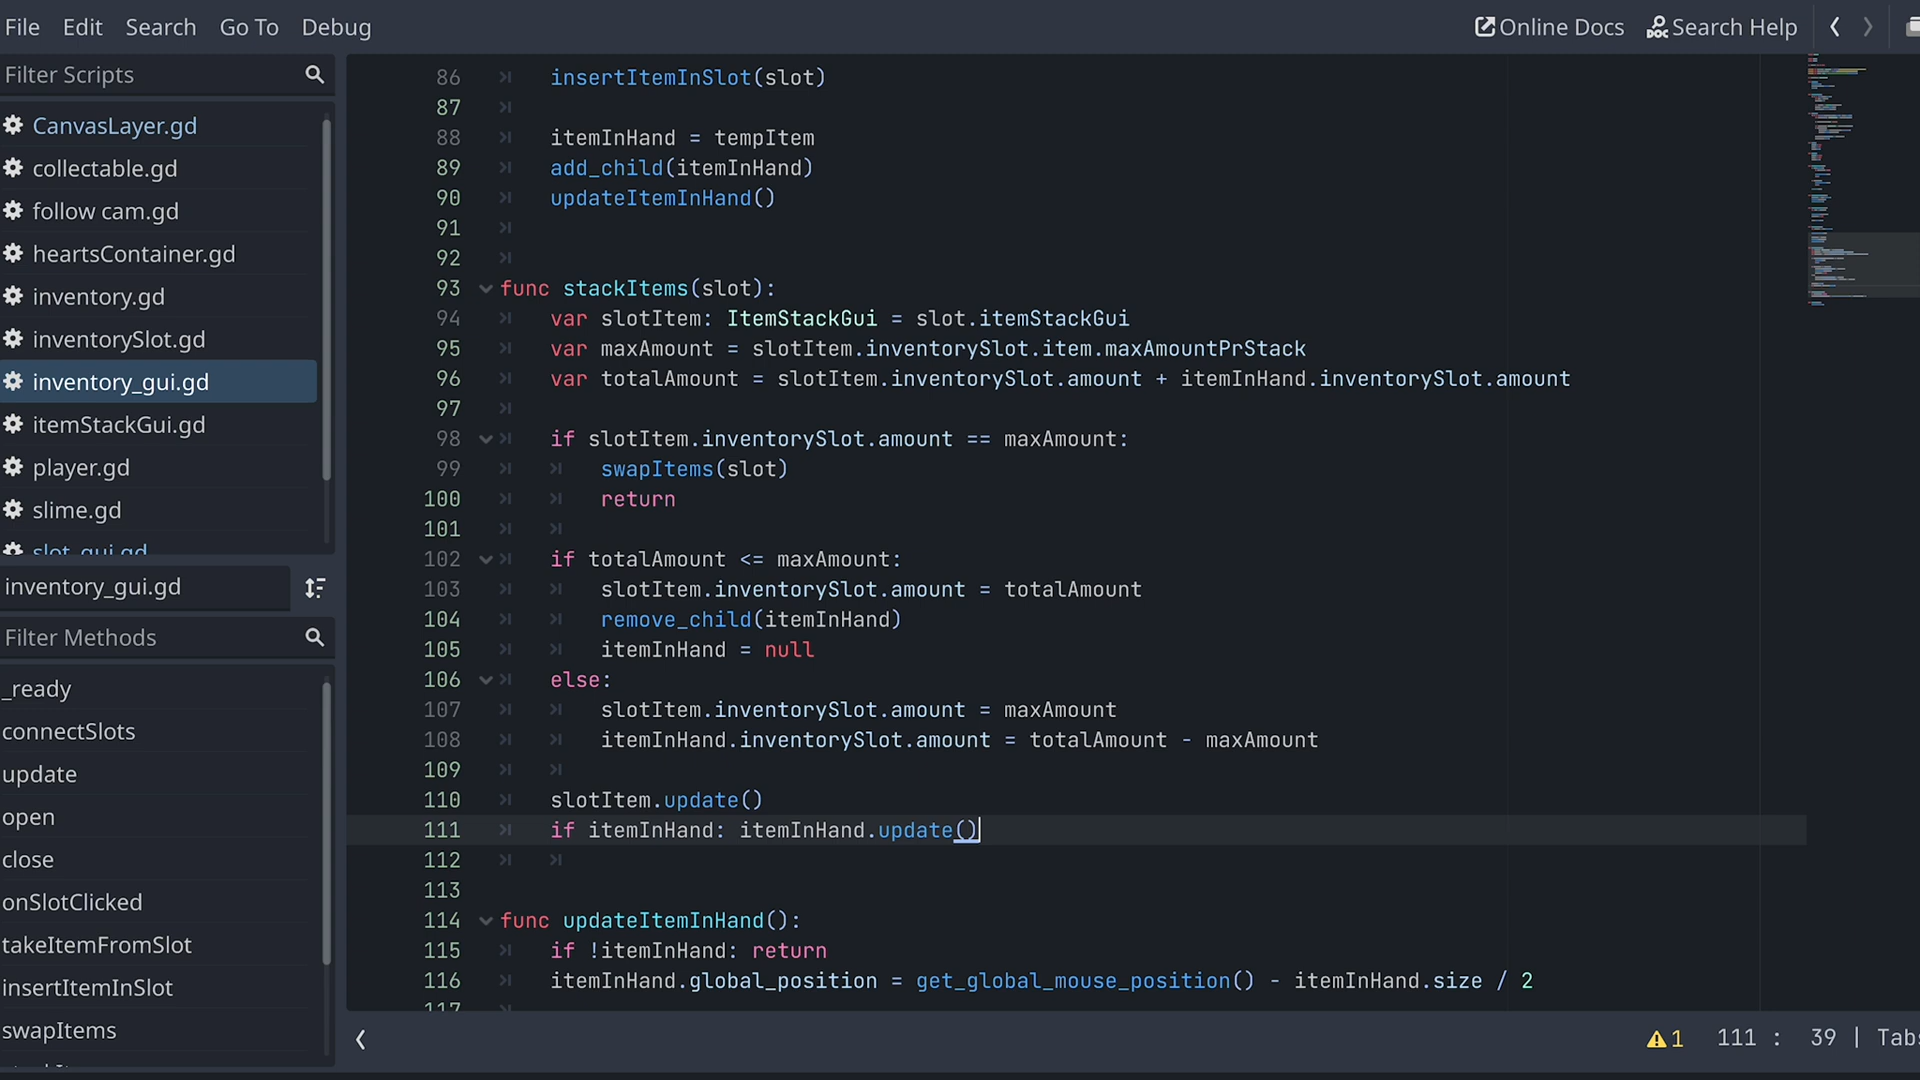 File Edit Search Go To Debug
Online Docs Search Help
Filter Scripts
CanvasLayer.gd
collectable.gd
follow cam.gd
heartsContainer.gd
inventory.gd
inventorySlot.gd
inventory_gui.gd
itemStackGui.gd
player.gd
slime.gd
slot_gui.gd
inventory_gui.gd
Filter Methods
_ready
connectSlots
update
open
close
onSlotClicked
takeItemFromSlot
insertItemInSlot
swapItems
86 insertItemInSlot(slot)
87
88 itemInHand = tempItem
89 add_child(itemInHand)
90 updateItemInHand()
91
92
93 func stackItems(slot):
94 var slotItem: ItemStackGui = slot.itemStackGui
95 var maxAmount = slotItem.inventorySlot.item.maxAmountPrStack
96 var totalAmount = slotItem.inventorySlot.amount + itemInHand.inventorySlot.amount
97
98 if slotItem.inventorySlot.amount == maxAmount:
99 swapItems(slot)
100 return
101
102 if totalAmount <= maxAmount:
103 slotItem.inventorySlot.amount = totalAmount
104 remove_child(itemInHand)
105 itemInHand = null
106 else:
107 slotItem.inventorySlot.amount = maxAmount
108 itemInHand.inventorySlot.amount = totalAmount - maxAmount
109
110 slotItem.update()
111 if itemInHand: itemInHand.update()
112
113
114 func updateItemInHand():
115 if !itemInHand: return
116 itemInHand.global_position = get_global_mouse_position() - itemInHand.size / 2
117
1 111 : 39 | Tabs